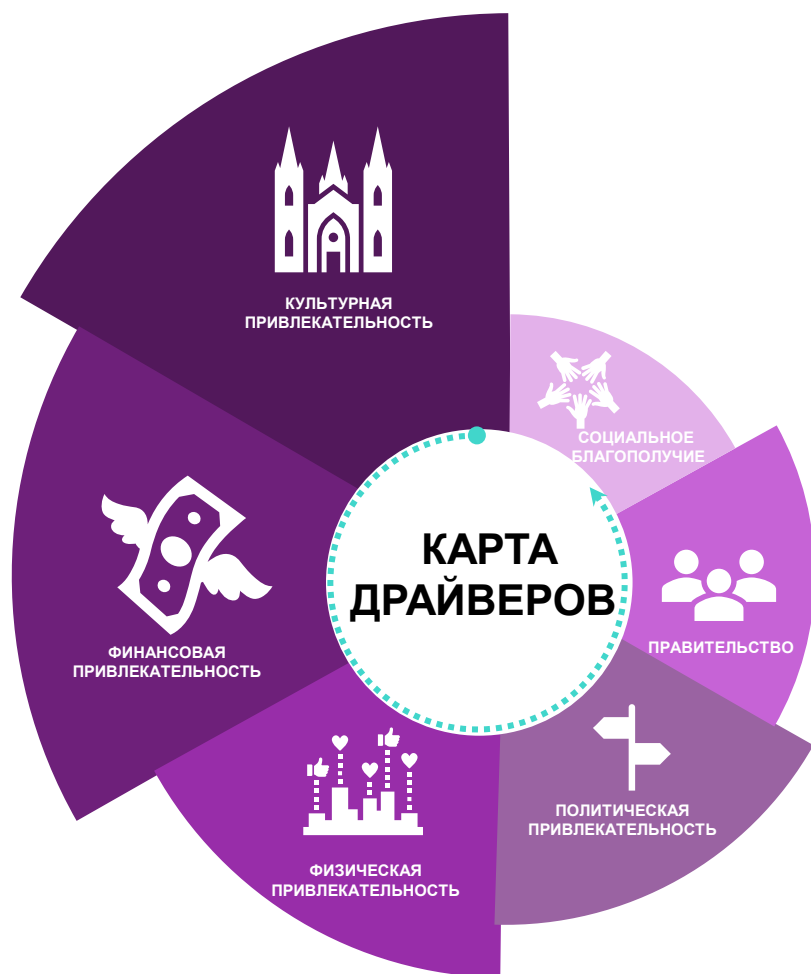 КУЛЬТУРНАЯ
ПРИВЛЕКАТЕЛЬНОСТЬ
СОЦИАЛЬНОЕ
БЛАГОПОЛУЧИЕ
КАРТА
ДРАЙВЕРОВ
ПРАВИТЕЛЬСТВО
ФИНАНСОВАЯ
ПРИВЛЕКАТЕЛЬНОСТЬ
ПОЛИТИЧЕСКАЯ
ПРИВЛЕКАТЕЛЬНОСТЬ
ФИЗИЧЕСКАЯ
ПРИВЛЕКАТЕЛЬНОСТЬ